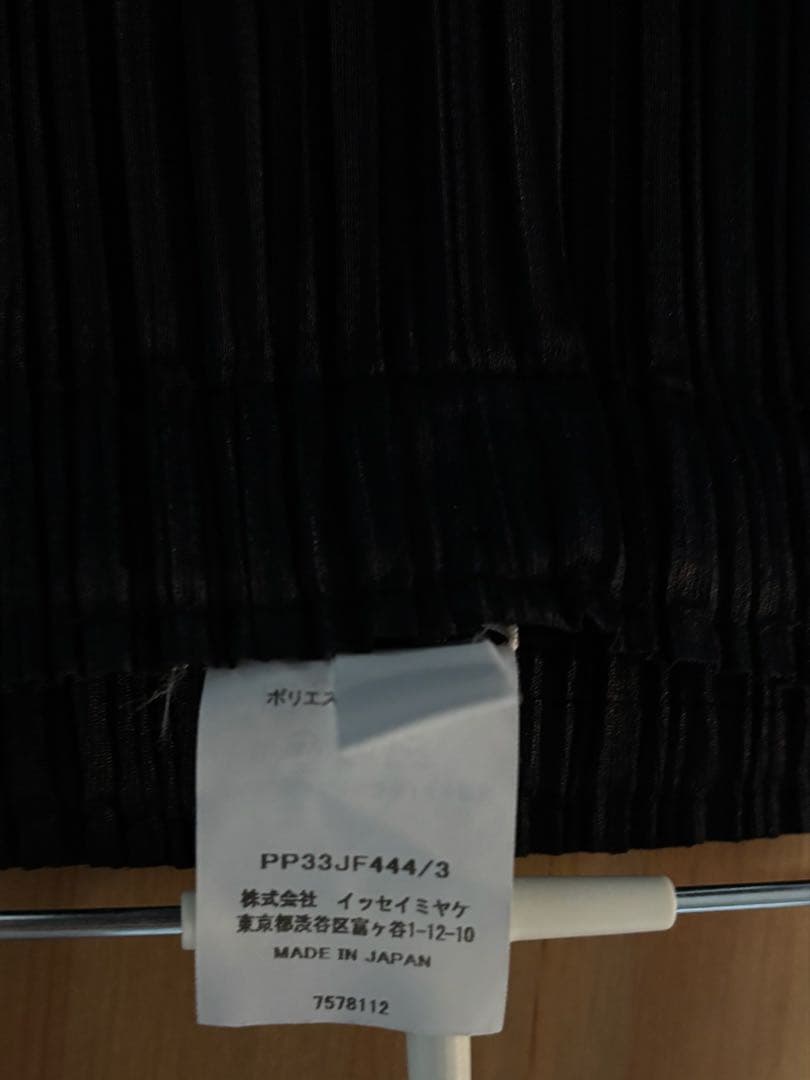 ポリエス
PP33JF444/3
株式会社 イッセイミヤケ
東京都渋谷区富ヶ谷1-12-10
MADE IN JAPAN
7578112